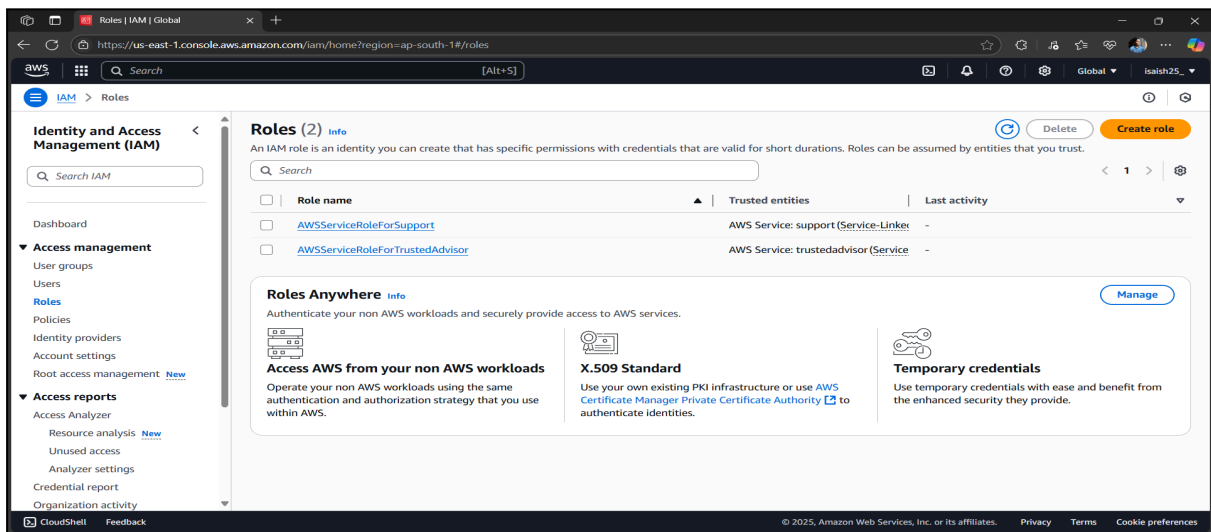 Roles | IAM | Global
https://us-east-1.console.aws.amazon.com/iam/home?region=ap-south-1#/roles
aws
Search
[Alt+S]
Global
isaish25_
IAM > Roles
Identity and Access Management (IAM)
Search IAM
Dashboard
Access management
User groups
Users
Roles
Policies
Identity providers
Account settings
Root access management New
Access reports
Access Analyzer
Resource analysis New
Unused access
Analyzer settings
Credential report
Organization activity
Roles (2) Info
Delete
Create role
An IAM role is an identity you can create that has specific permissions with credentials that are valid for short durations. Roles can be assumed by entities that you trust.
Search
1
Role name
Trusted entities
Last activity
AWSServiceRoleForSupport
AWS Service: support (Service-Linked
-
AWSServiceRoleForTrustedAdvisor
AWS Service: trustedadvisor (Service
-
Roles Anywhere Info
Manage
Authenticate your non AWS workloads and securely provide access to AWS services.
Access AWS from your non AWS workloads
Operate your non AWS workloads using the same
authentication and authorization strategy that you use
within AWS.
X.509 Standard
Use your own existing PKI infrastructure or use AWS
Certificate Manager Private Certificate Authority to
authenticate identities.
Temporary credentials
Use temporary credentials with ease and benefit from
the enhanced security they provide.
CloudShell
Feedback
© 2025, Amazon Web Services, Inc. or its affiliates.
Privacy
Terms
Cookie preferences